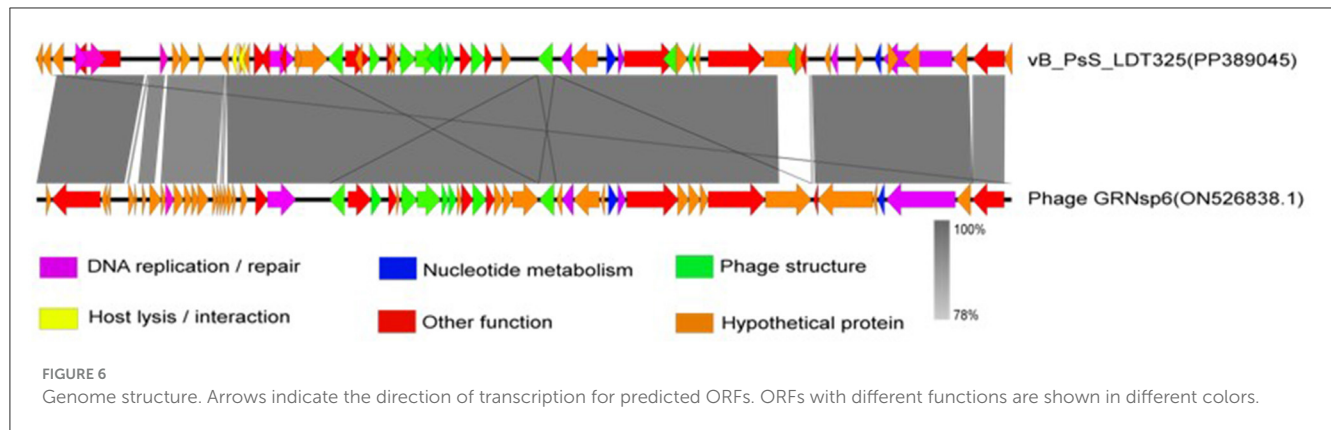 vB_PsS_LDT325(PP389045)
Phage GRNsp6(ON526838.1)
100%
78%
DNA replication / repair
Nucleotide metabolism
Phage structure
Host lysis / interaction
Other function
Hypothetical protein
FIGURE 6
Genome structure. Arrows indicate the direction of transcription for predicted ORFs. ORFs with different functions are shown in different colors.